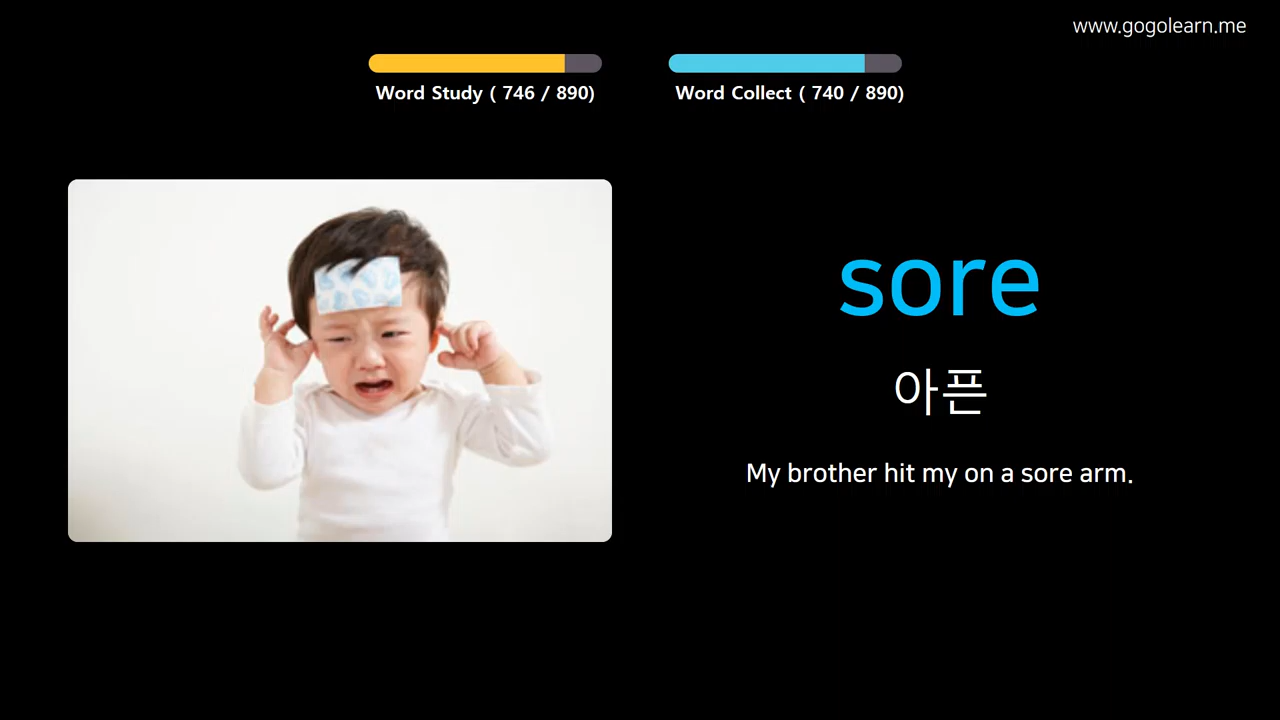 www.gogolearn.me
Word Study ( 746 / 890)
Word Collect ( 740 / 890)
sore
아픈
My brother hit my on a sore arm.